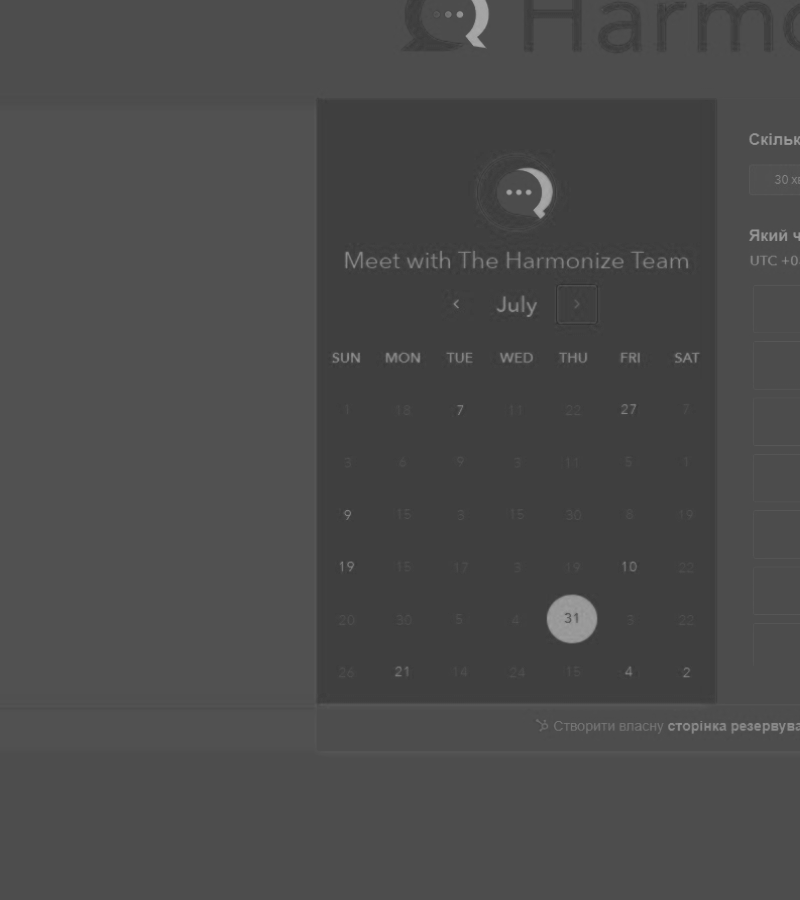 Harmo
Meet with The Harmonize Team
‹ July ›
SUN MON TUE WED THU FRI SAT
1 13 7 11 22 27 7
3 6 9 3 11 5 1
9 15 3 15 30 6 19
19 15 17 3 19 10 22
20 30 5 4 31 3 22
26 21 14 24 15 4 2
Скільк
30 хв
Який ч
UTC +0
Створити власну сторінка резервува